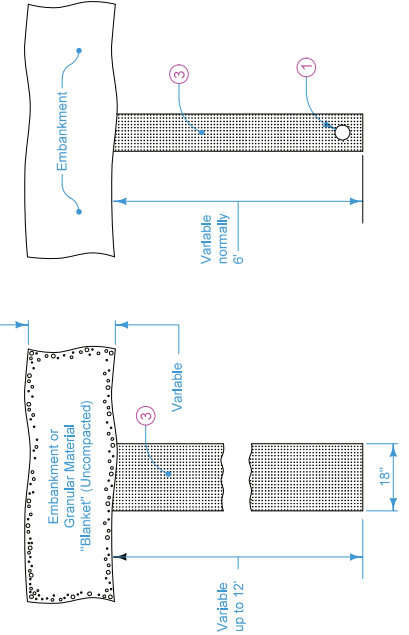 Embankment
3
1
Variable
normally
6'
Embankment or
Granular Material
"Blanket" (Uncompacted)
Variable
3
Variable
up to 12'
18"